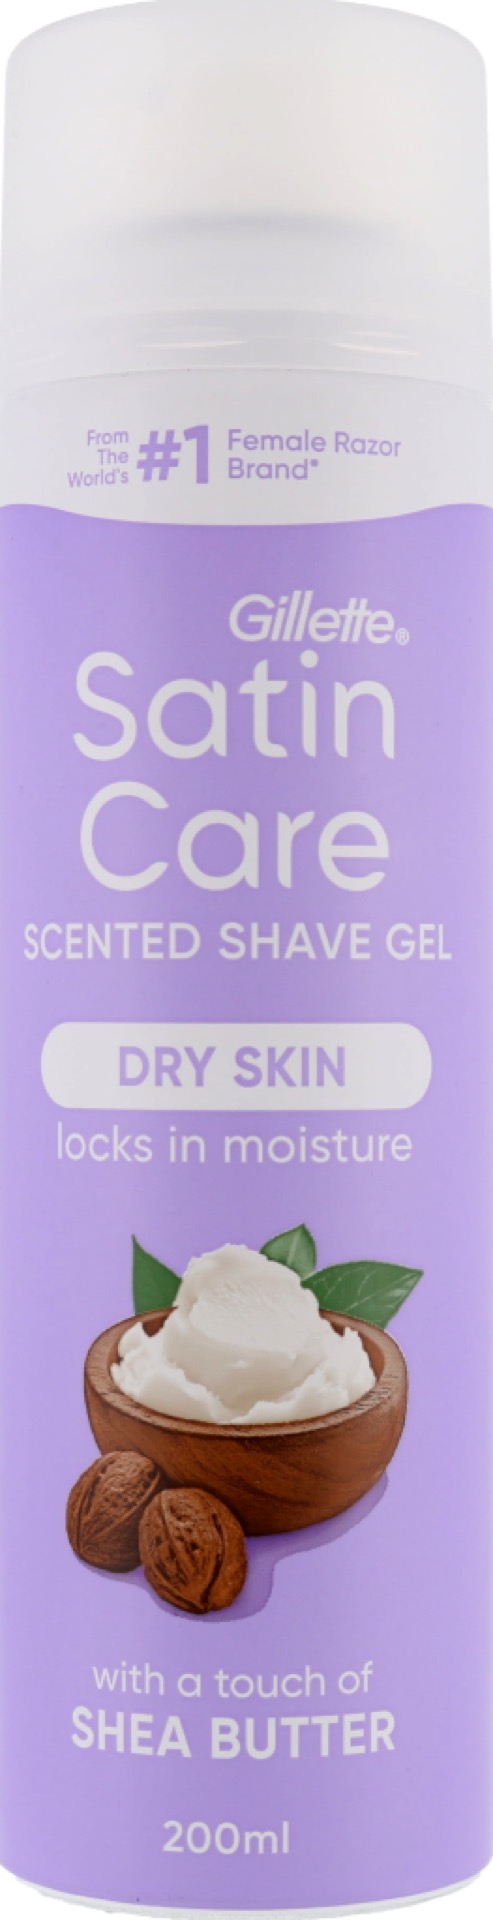 From
The
World's
#1
Female Razor
Brand*
Gillette®
Satin
Care
SCENTED SHAVE GEL
DRY SKIN
locks in moisture
with a touch of
SHEA BUTTER
200ml